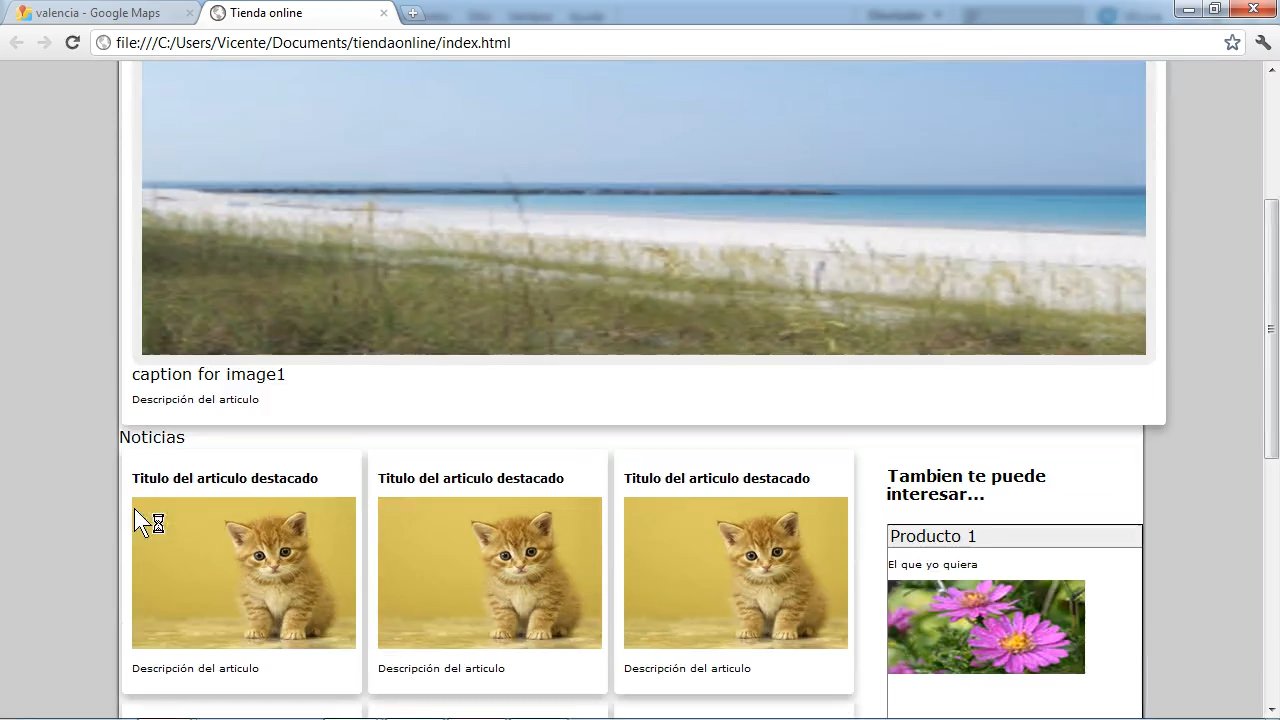 valencia - Google Maps
Tienda online
file:///C:/Users/Vicente/Documents/tiendaonline/index.html
caption for image1
Descripción del articulo
Noticias
Titulo del articulo destacado
Titulo del articulo destacado
Titulo del articulo destacado
Descripción del articulo
Descripción del articulo
Descripción del articulo
Tambien te puede
interesar...
Producto 1
El que yo quiera